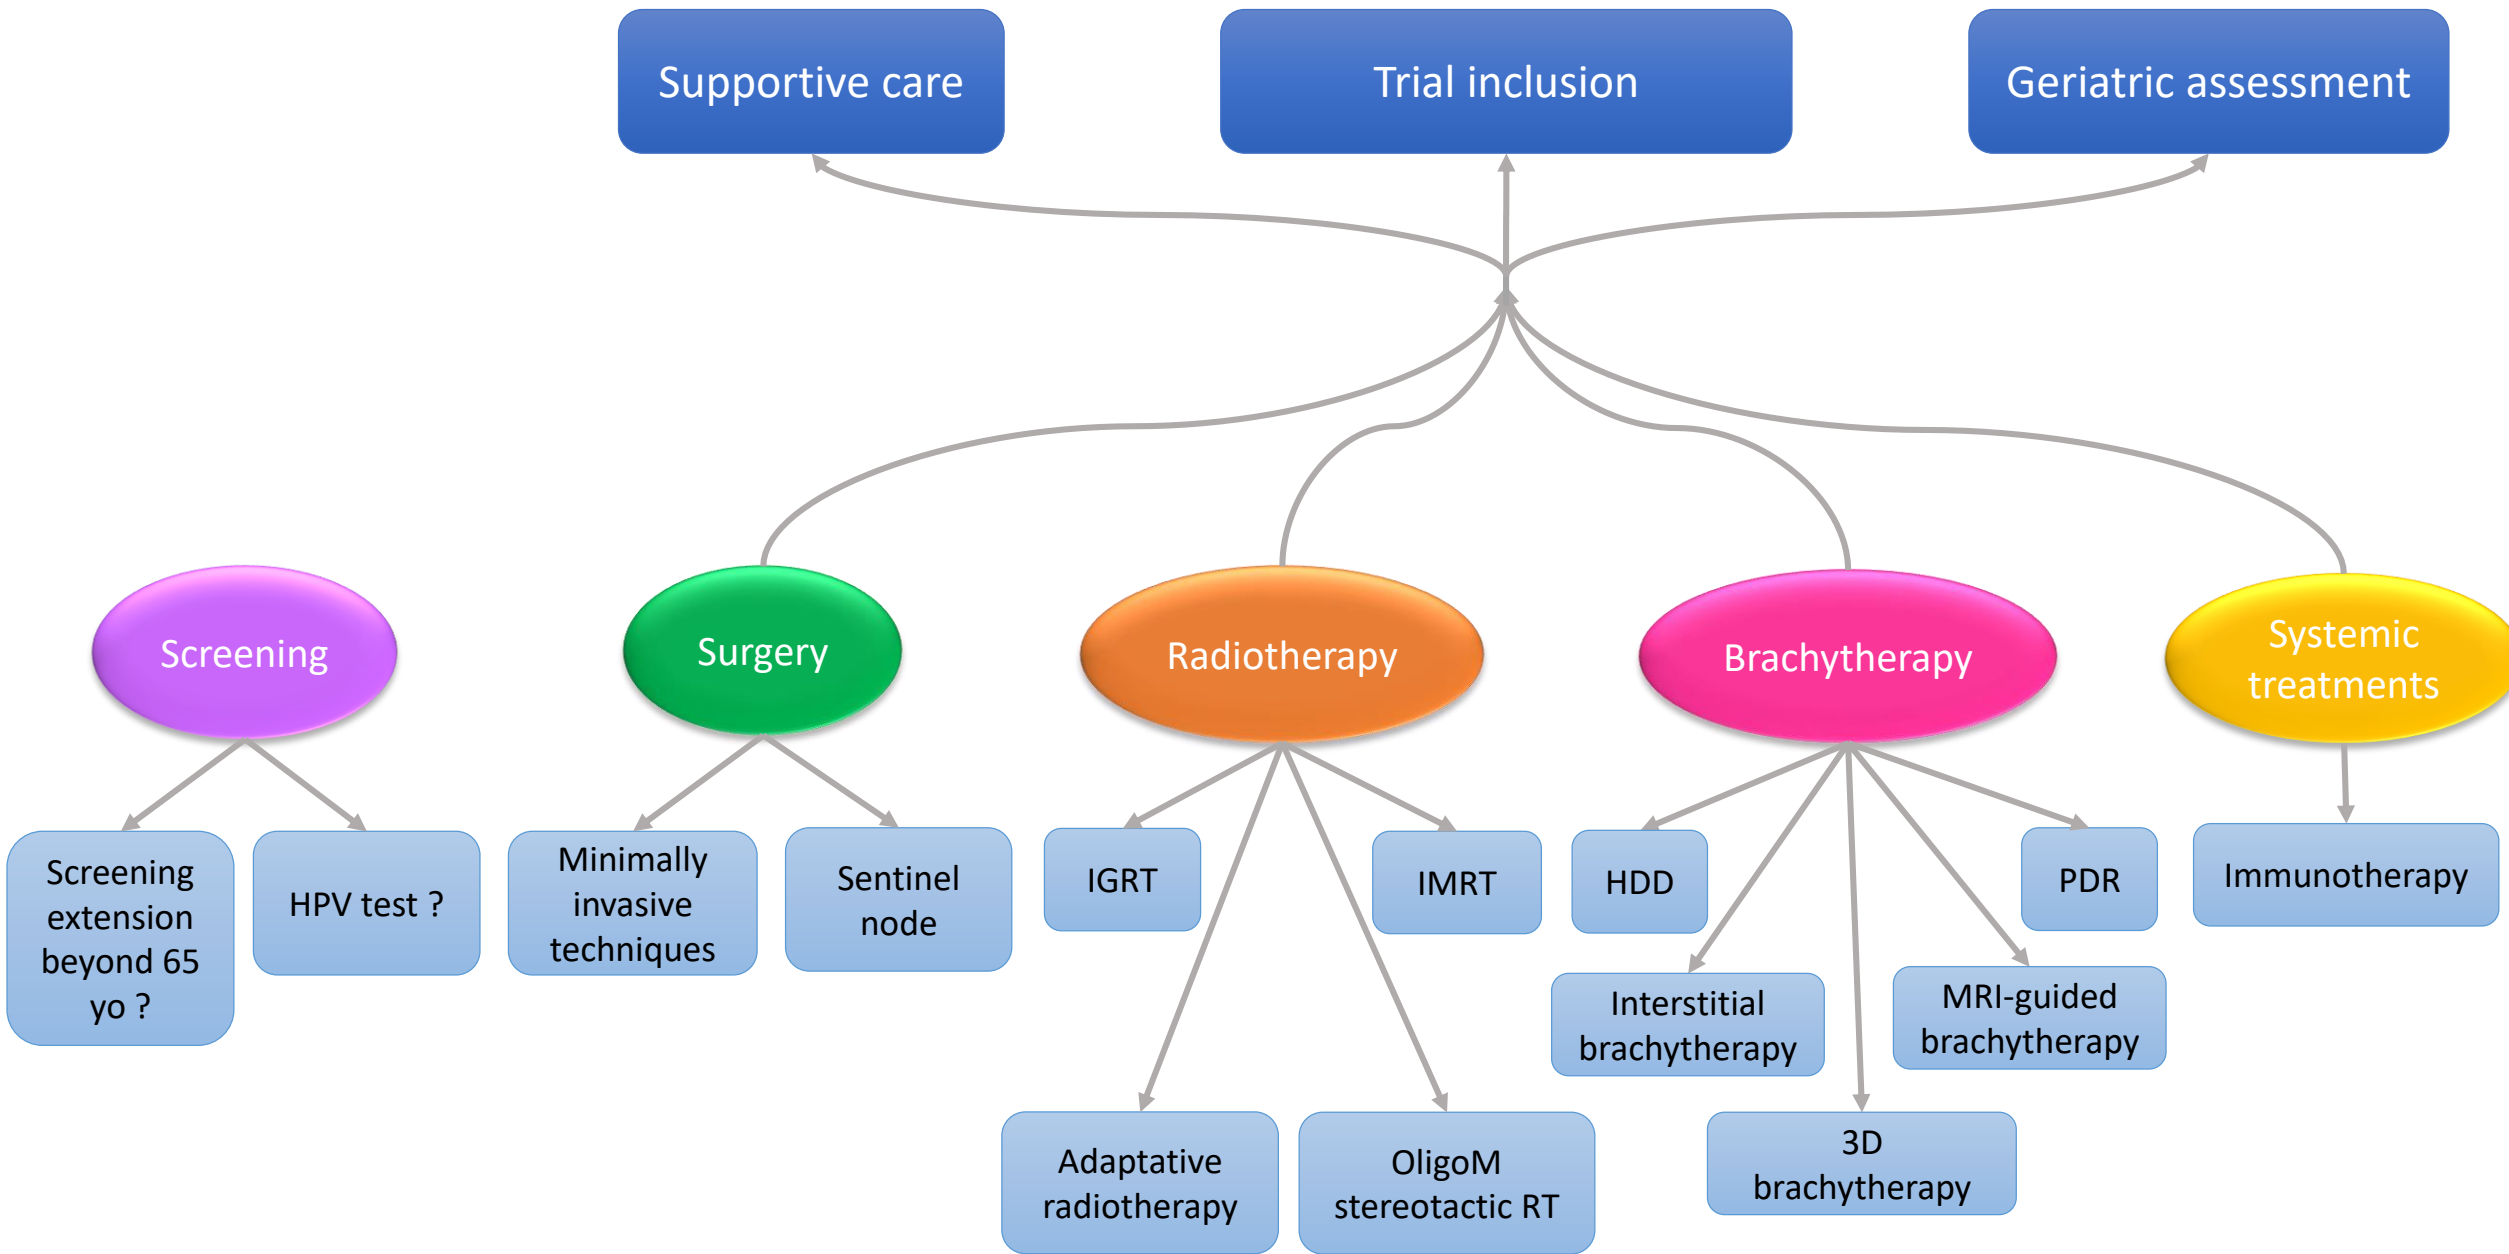 Supportive care
Trial inclusion
Geriatric assessment
Screening
Surgery
Radiotherapy
Brachytherapy
Systemic
treatments
Screening
extension
beyond 65
yo ?
HPV test ?
Minimally
invasive
techniques
Sentinel
node
IGRT
IMRT
HDD
PDR
Immunotherapy
Interstitial
brachytherapy
MRI-guided
brachytherapy
Adaptative
radiotherapy
OligoM
stereotactic RT
3D
brachytherapy